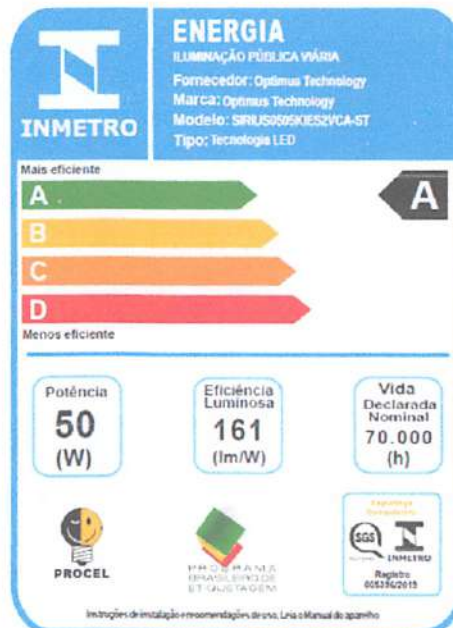 INMETRO
ENERGIA
ILUMINAÇÃO PÚBLICA VIÁRIA
Fornecedor: Optimus Technology
Marca: Optimus Technology
Modelo: SIRIUS0505KIES2VCA-ST
Tipo: Tecnologia LED
Mais eficiente
A
A
B
C
D
Menos eficiente
Potência
50
(W)
Eficiência
Luminosa
161
(lm/W)
Vida
Declarada
Nominal
70.000
(h)
PROCEL
PROGRAMA
BRASILEIRO DE
ETIQUETAGEM
Segurança
SGS
INMETRO
Registro
Instruções de instalação e recomendações de uso, Leia o Manual do aparelho